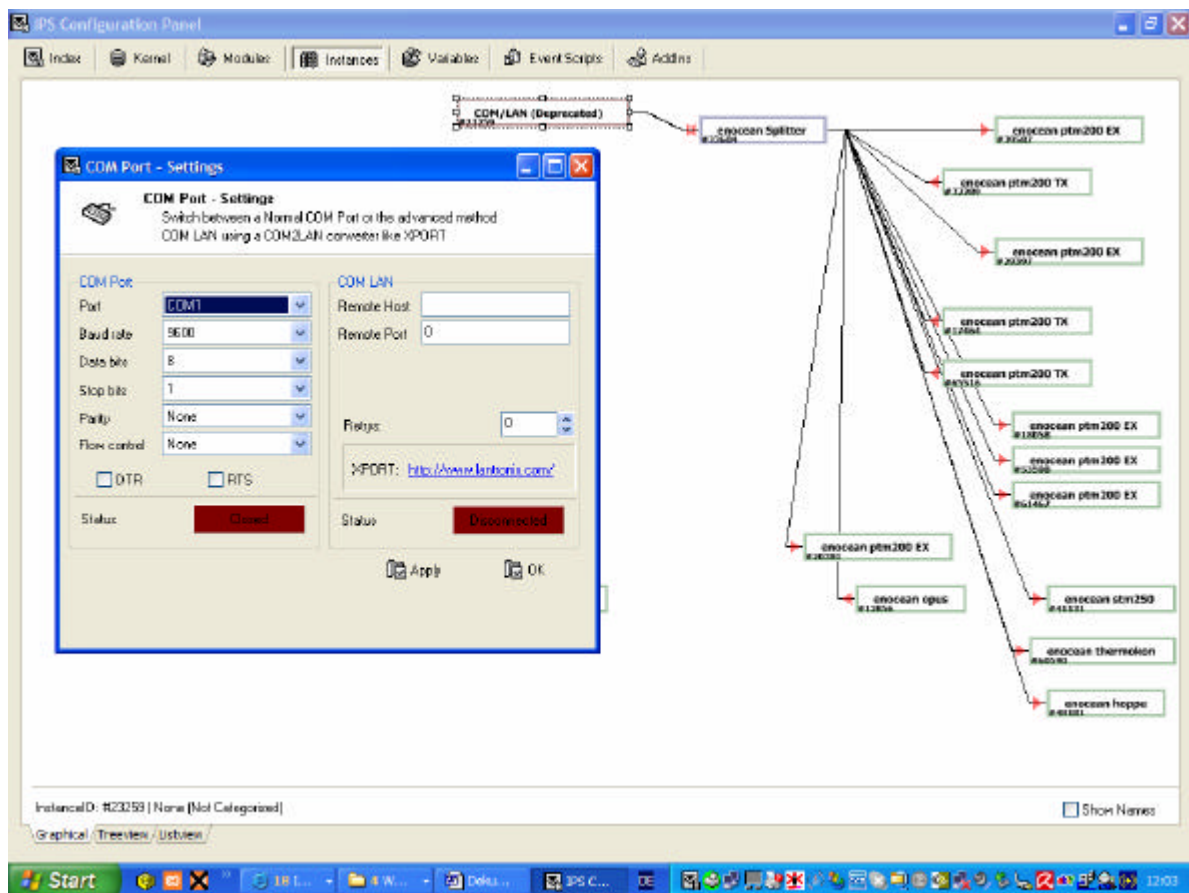 IPS Configuration Panel
Index Kernel Modules Instances Variables Event Scripts AddIns
COM/LAN (Deprecated)
#23259
enocean Splitter
enocean ptm200 EX
enocean ptm200 TX
enocean ptm200 EX
enocean ptm200 TX
enocean ptm200 TX
enocean ptm200 EX
enocean ptm200 EX
enocean ptm200 EX
enocean ptm200 EX
enocean opus
enocean stm250
enocean thermokon
enocean hoppe
COM Port - Settings
COM Port - Settings
Switch between a Normal COM Port or the advanced method
COM LAN using a COM2LAN converter like XPORT
COM Port
Port COM1
Baud rate 9600
Data bits 8
Stop bits 1
Parity None
Flow control None
DTR RTS
Status Closed
COM LAN
Remote Host
Remote Port 0
Retrys: 0
XPORT: http://www.lantronix.com/
Status Disconnected
Apply OK
InstanceID: #23259 | None (Not Categorized)
Show Names
Graphical Treeview Listview
Start 18 I... 4 W... Doku... IPS C... DE 12:03